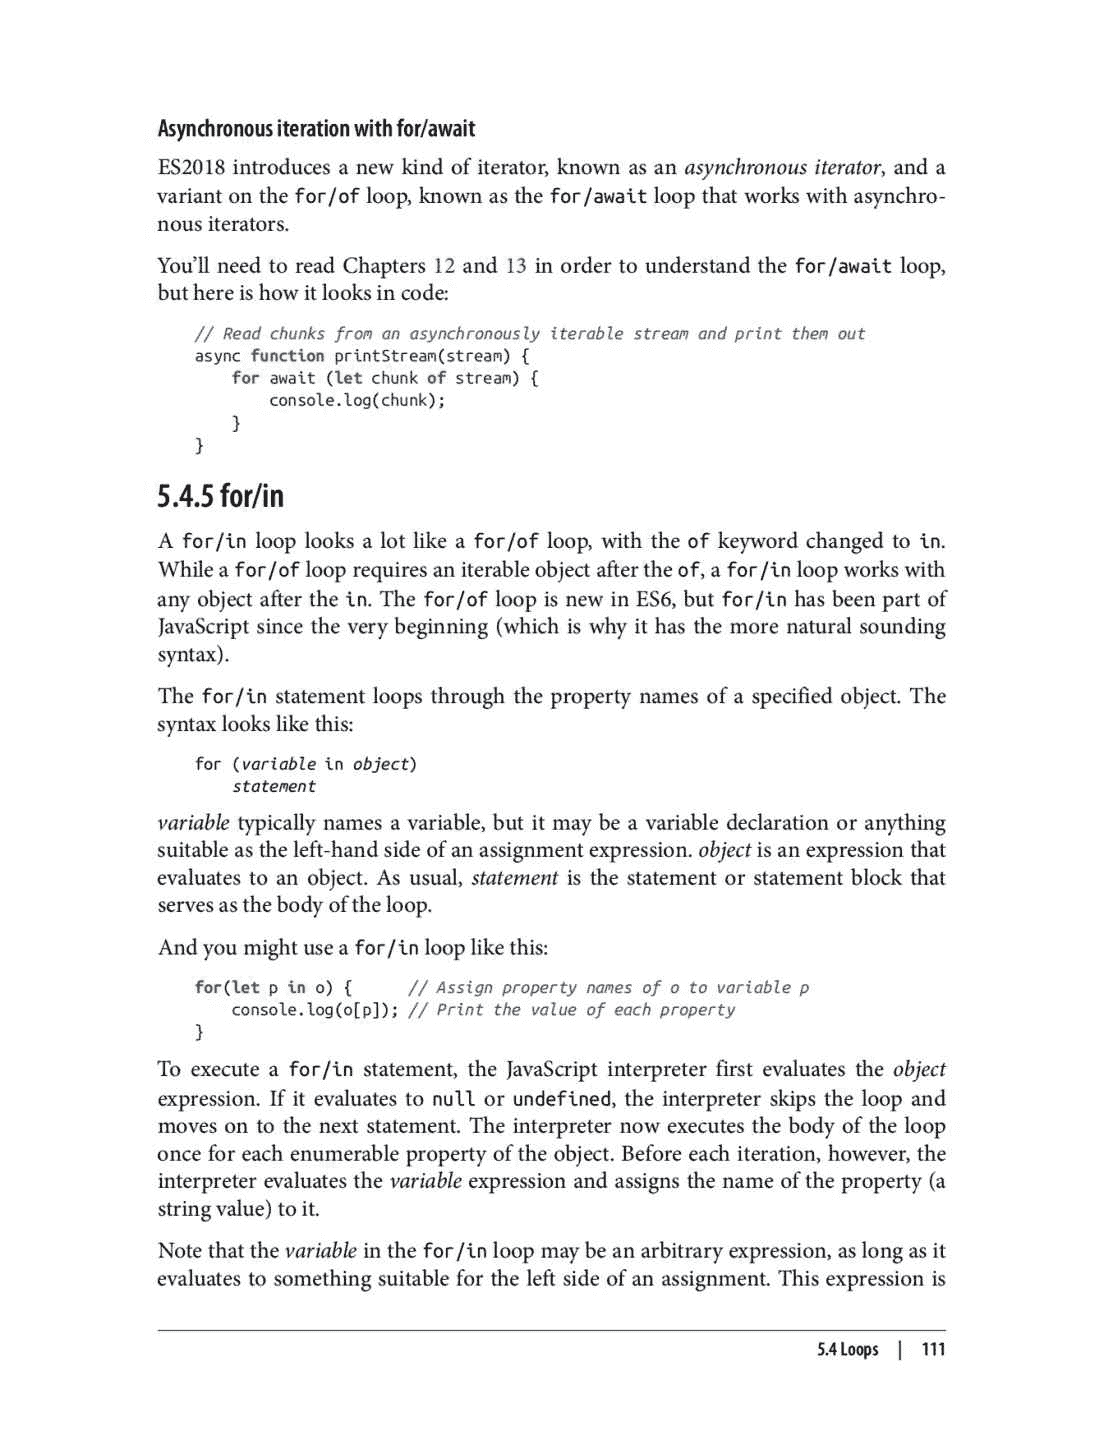 Asynchronous iteration with for/await
ES2018 introduces a new kind of iterator, known as an asynchronous iterator, and a
variant on the for/of loop, known as the for/await loop that works with asynchro-
nous iterators.
You’ll need to read Chapters 12 and 13 in order to understand the for/await loop,
but here is how it looks in code:
// Read chunks from an asynchronously iterable stream and print them out
async function printStream(stream) {
    for await (let chunk of stream) {
        console.log(chunk);
    }
}
5.4.5 for/in
A for/in loop looks a lot like a for/of loop, with the of keyword changed to in.
While a for/of loop requires an iterable object after the of, a for/in loop works with
any object after the in. The for/of loop is new in ES6, but for/in has been part of
JavaScript since the very beginning (which is why it has the more natural sounding
syntax).
The for/in statement loops through the property names of a specified object. The
syntax looks like this:
for (variable in object)
    statement
variable typically names a variable, but it may be a variable declaration or anything
suitable as the left-hand side of an assignment expression. object is an expression that
evaluates to an object. As usual, statement is the statement or statement block that
serves as the body of the loop.
And you might use a for/in loop like this:
for(let p in o) {      // Assign property names of o to variable p
    console.log(o[p]); // Print the value of each property
}
To execute a for/in statement, the JavaScript interpreter first evaluates the object
expression. If it evaluates to null or undefined, the interpreter skips the loop and
moves on to the next statement. The interpreter now executes the body of the loop
once for each enumerable property of the object. Before each iteration, however, the
interpreter evaluates the variable expression and assigns the name of the property (a
string value) to it.
Note that the variable in the for/in loop may be an arbitrary expression, as long as it
evaluates to something suitable for the left side of an assignment. This expression is
5.4 Loops | 111